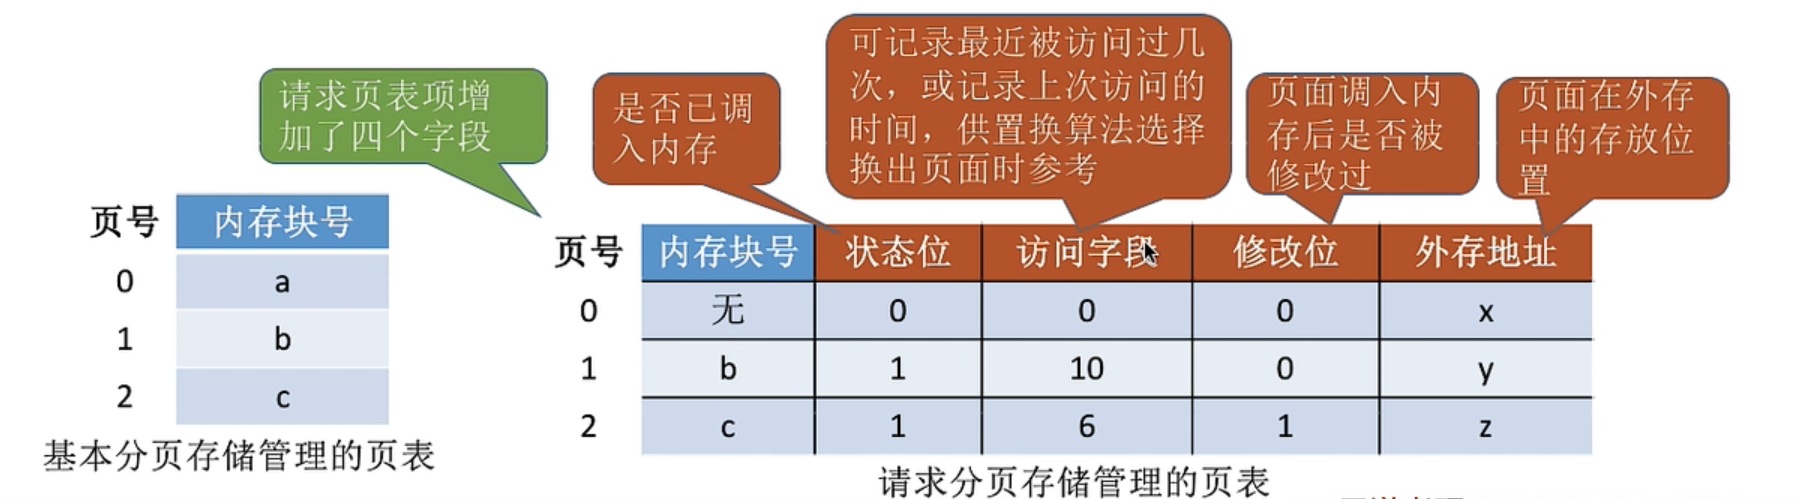 请求页表项增
加了四个字段
是否已调
入内存
可记录最近被访问过几
次，或记录上次访问的
时间，供置换算法选择
换出页面时参考
页面调入内
存后是否被
修改过
页面在外存
中的存放位
置
页号 内存块号
0 a
1 b
2 c
基本分页存储管理的页表
页号 内存块号 状态位 访问字段 修改位 外存地址
0 无 0 0 0 x
1 b 1 10 0 y
2 c 1 6 1 z
请求分页存储管理的页表